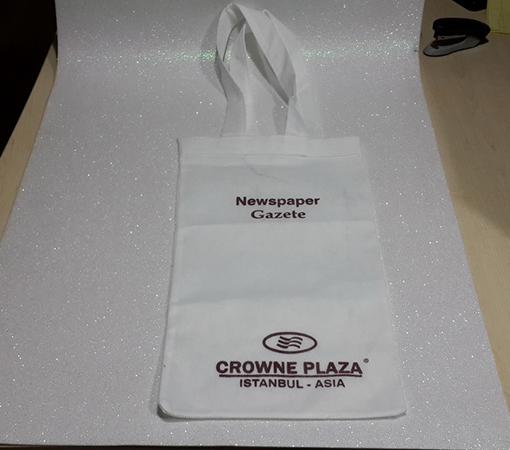 Newspaper
Gazete
CROWNE PLAZA®
ISTANBUL - ASIA